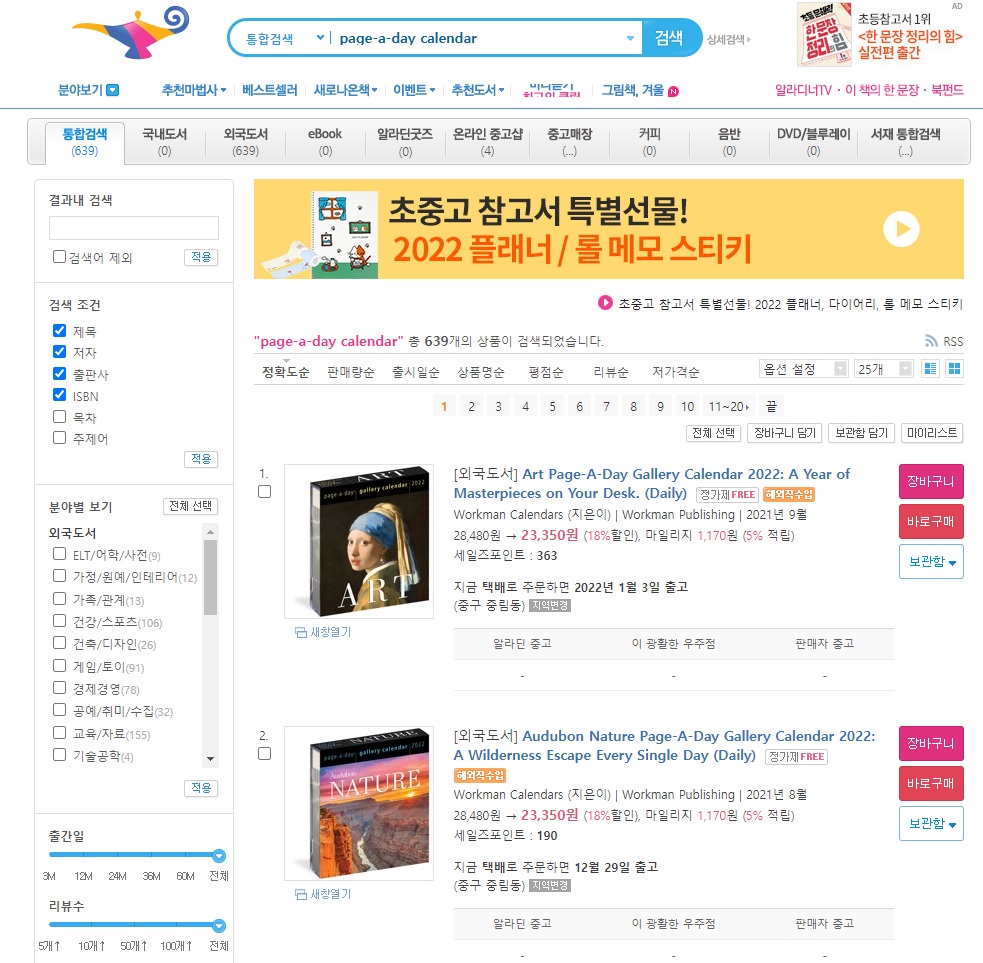 통합검색
page-a-day calendar
검색
상세검색
AD
초등참고서 1위
<한 문장 정리의 힘>
실전편 출간
한 문장
정리의 힘
분야보기
추천마법사
베스트셀러
새로나온책
이벤트
추천도서
그림책, 겨울 N
알라디너TV · 이 책의 한 문장 · 북펀드
통합검색
(639)
국내도서
(0)
외국도서
(639)
eBook
(0)
알라딘굿즈
(0)
온라인 중고샵
(4)
중고매장
(...)
커피
(0)
음반
(0)
DVD/블루레이
(0)
서재 통합검색
(...)
결과내 검색
검색어 제외
적용
검색 조건
제목
저자
출판사
ISBN
목차
주제어
적용
분야별 보기
전체 선택
외국도서
ELT/어학/사전(9)
가정/원예/인테리어(12)
가족/관계(13)
건강/스포츠(106)
건축/디자인(26)
게임/토이(91)
경제경영(78)
공예/취미/수집(32)
교육/자료(155)
기술공학(4)
적용
출간일
3M 12M 24M 36M 60M 전체
리뷰수
5개↑ 10개↑ 50개↑ 100개↑ 전체
초중고 참고서 특별선물!
2022 플래너 / 롤 메모 스티키
초중고 참고서 특별선물! 2022 플래너, 다이어리, 롤 메모 스티키
"page-a-day calendar" 총 639개의 상품이 검색되었습니다.
RSS
정확도순 판매량순 출시일순 상품명순 평점순 리뷰순 저가격순
옵션 설정
25개
1 2 3 4 5 6 7 8 9 10 11~20 끝
전체 선택
장바구니 담기
보관함 담기
마이리스트
1.
page-a-day gallery calendar 2022
ART
새창열기
[외국도서] Art Page-A-Day Gallery Calendar 2022: A Year of
Masterpieces on Your Desk. (Daily) 정가제FREE 해외직수입
Workman Calendars (지은이) | Workman Publishing | 2021년 9월
28,480원 → 23,350원 (18%할인), 마일리지 1,170원 (5% 적립)
세일즈포인트 : 363
지금 택배로 주문하면 2022년 1월 3일 출고
(중구 중림동) 지역변경
알라딘 중고 이 광활한 우주점 판매자 중고
- - -
장바구니
바로구매
보관함
2.
page-a-day gallery calendar 2022
Audubon
NATURE
새창열기
[외국도서] Audubon Nature Page-A-Day Gallery Calendar 2022:
A Wilderness Escape Every Single Day (Daily) 정가제FREE
해외직수입
Workman Calendars (지은이) | Workman Publishing | 2021년 8월
28,480원 → 23,350원 (18%할인), 마일리지 1,170원 (5% 적립)
세일즈포인트 : 190
지금 택배로 주문하면 12월 29일 출고
(중구 중림동) 지역변경
알라딘 중고 이 광활한 우주점 판매자 중고
- - -
장바구니
바로구매
보관함